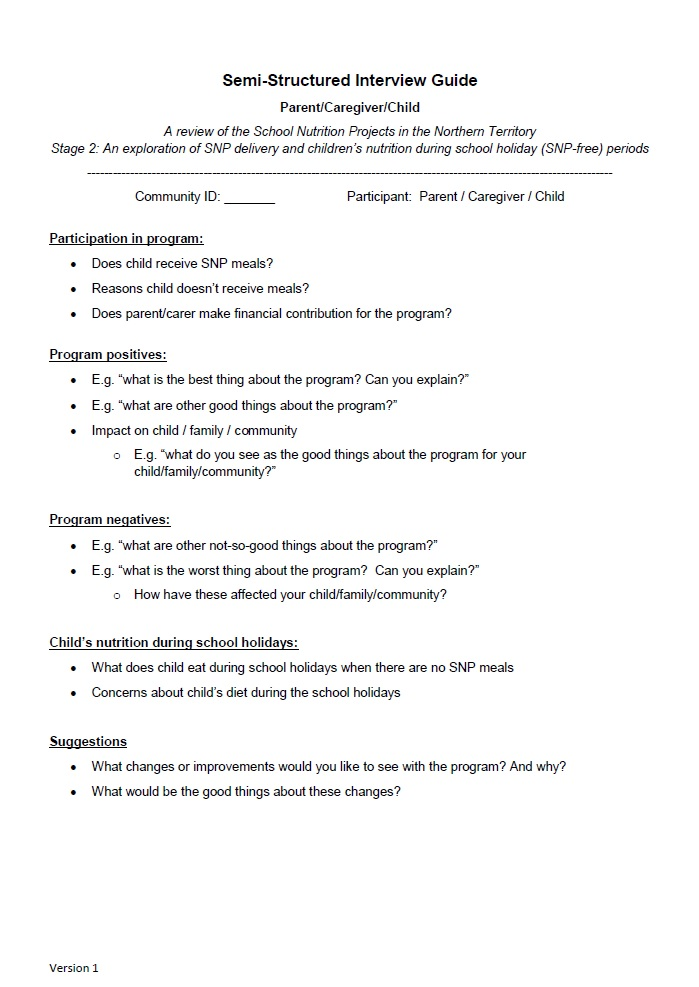 Semi-Structured Interview Guide
Parent/Caregiver/Child
A review of the School Nutrition Projects in the Northern Territory
Stage 2: An exploration of SNP delivery and children’s nutrition during school holiday (SNP-free) periods
--------------------------------------------------------------------------------------------------------------------
Community ID: _______ Participant: Parent / Caregiver / Child
Participation in program:
• Does child receive SNP meals?
• Reasons child doesn’t receive meals?
• Does parent/carer make financial contribution for the program?
Program positives:
• E.g. “what is the best thing about the program? Can you explain?”
• E.g. “what are other good things about the program?”
• Impact on child / family / community
o E.g. “what do you see as the good things about the program for your
child/family/community?”
Program negatives:
• E.g. “what are other not-so-good things about the program?”
• E.g. “what is the worst thing about the program?  Can you explain?”
o How have these affected your child/family/community?
Child’s nutrition during school holidays:
• What does child eat during school holidays when there are no SNP meals
• Concerns about child’s diet during the school holidays
Suggestions
• What changes or improvements would you like to see with the program? And why?
• What would be the good things about these changes?
Version 1